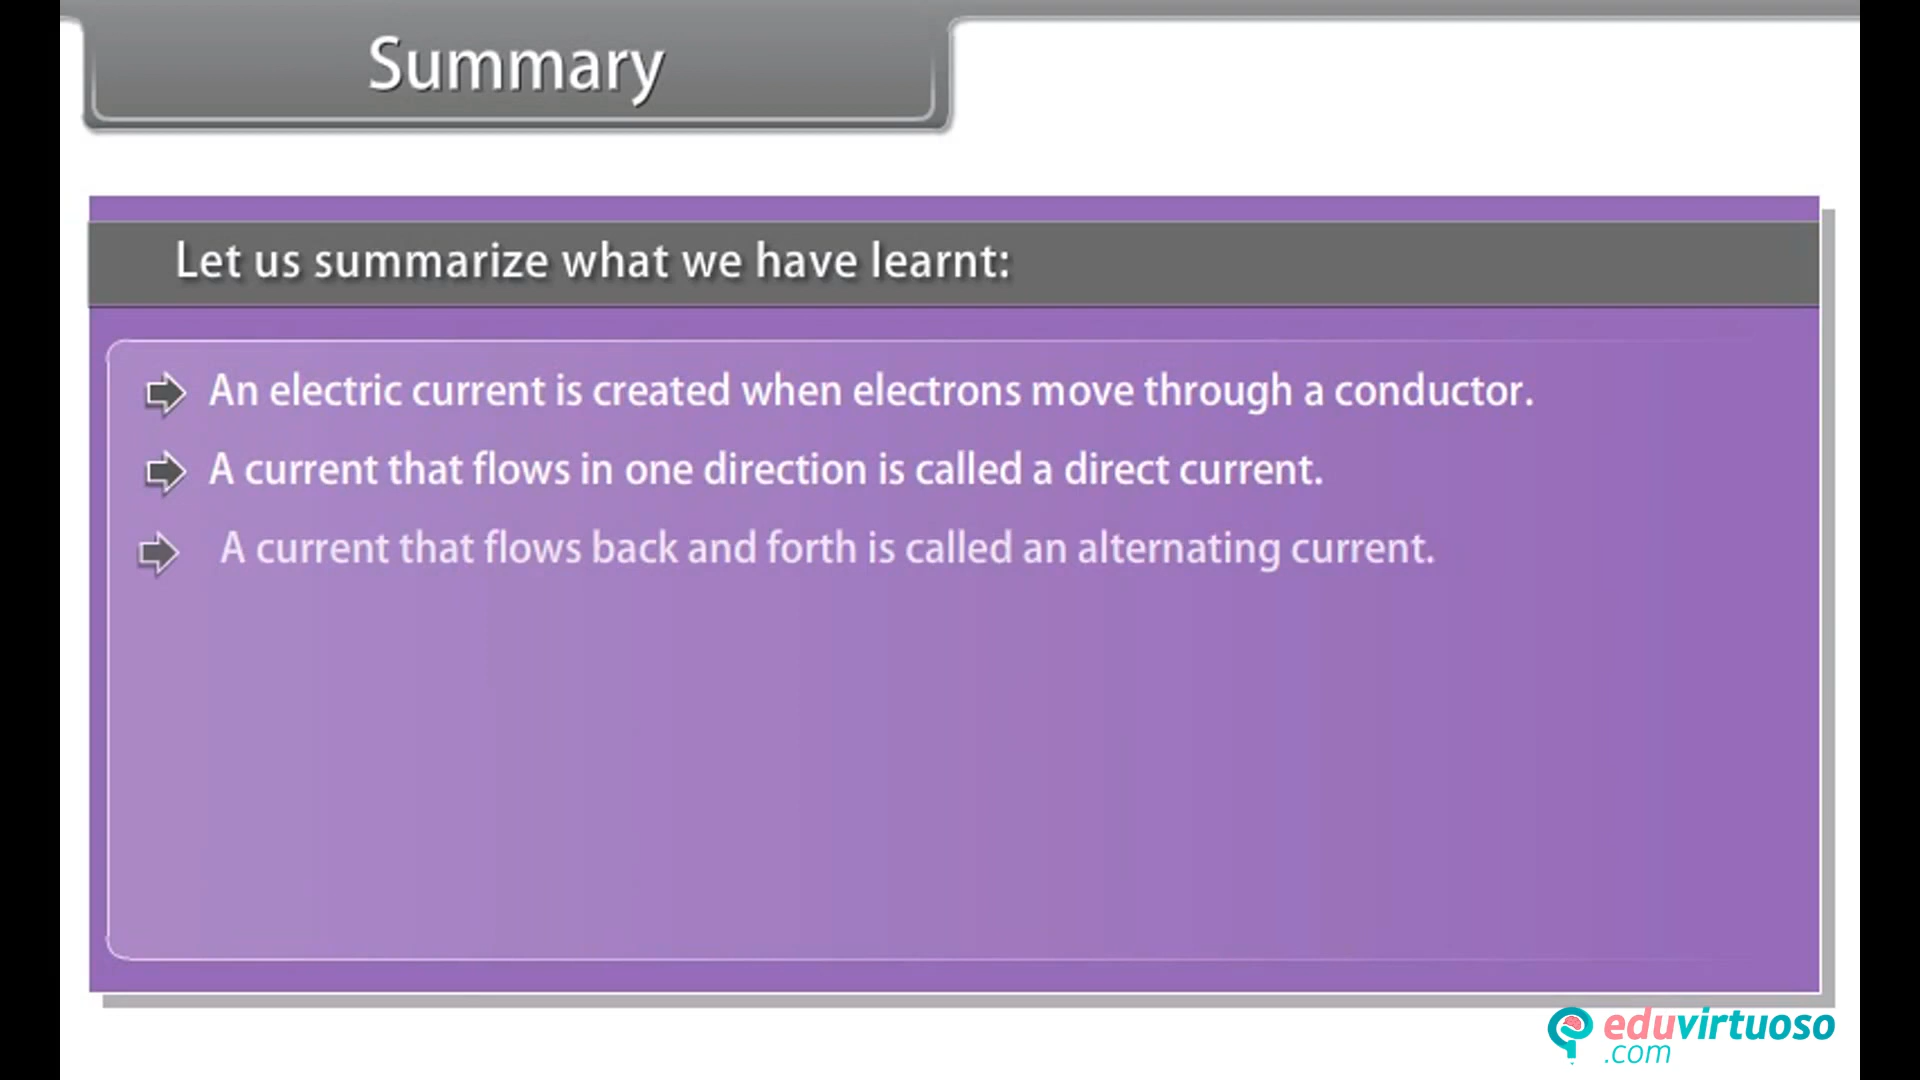 Summary
Let us summarize what we have learnt:
An electric current is created when electrons move through a conductor.
A current that flows in one direction is called a direct current.
A current that flows back and forth is called an alternating current.
eduvirtuoso
.com